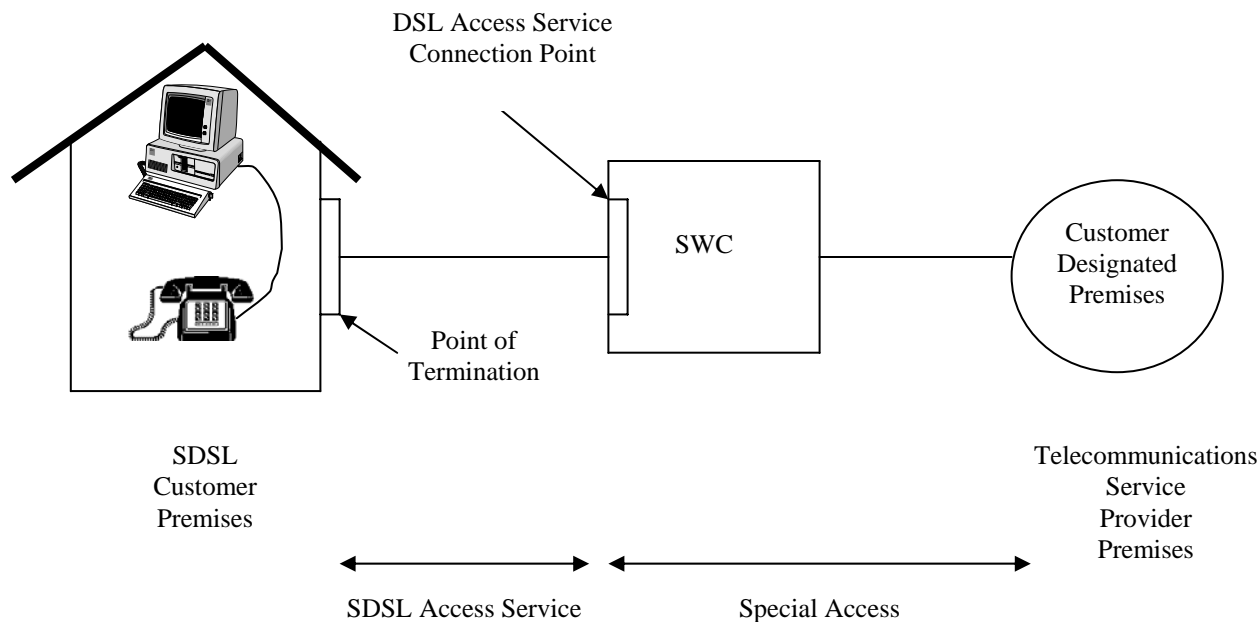 DSL Access Service
Connection Point
SWC
Customer
Designated
Premises
Point of
Termination
SDSL
Customer
Premises
Telecommunications
Service
Provider
Premises
SDSL Access Service
Special Access